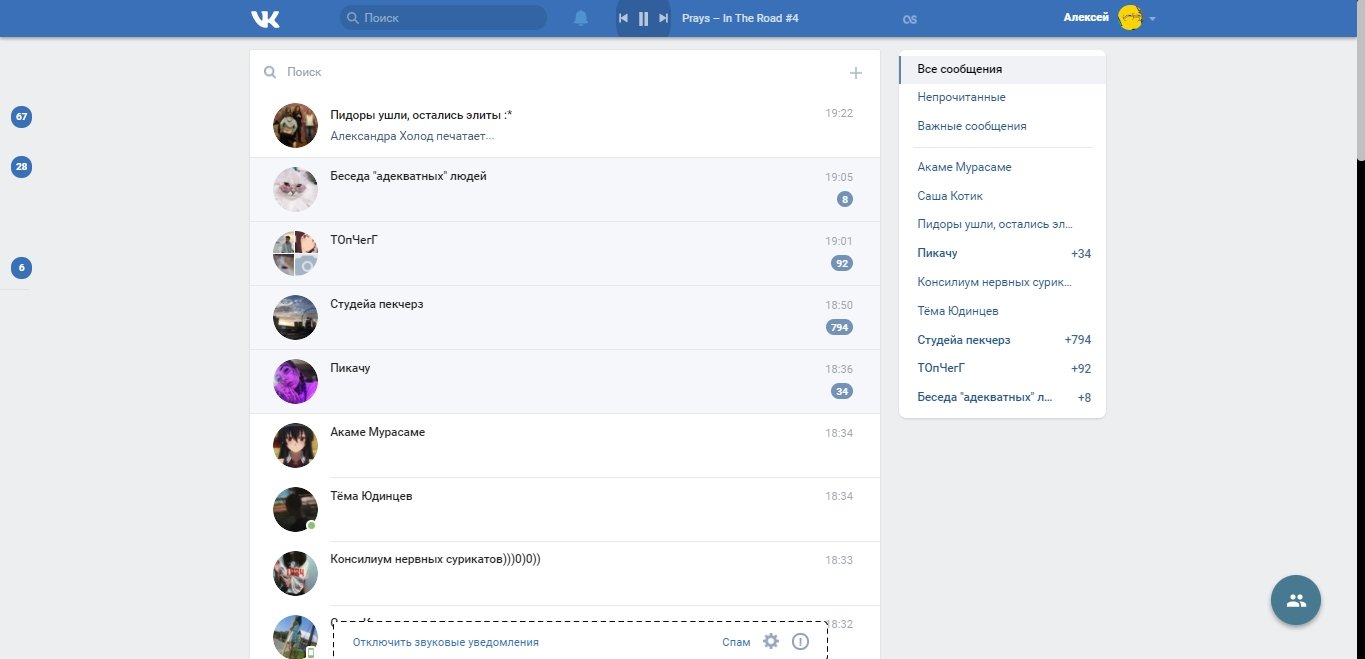 Поиск
Prays – In The Road #4
Алексей
67
28
6
Поиск
Пидоры ушли, остались элиты :*
19:22
Александра Холод печатает...
Беседа "адекватных" людей
19:05
8
ТОпЧегГ
19:01
92
Студейа пекчерз
18:50
794
Пикачу
18:36
34
Акаме Мурасаме
18:34
Тёма Юдинцев
18:34
Консилиум нервных сурикатов)))0)0))
18:33
18:32
Отключить звуковые уведомления
Спам
Все сообщения
Непрочитанные
Важные сообщения
Акаме Мурасаме
Саша Котик
Пидоры ушли, остались эл...
Пикачу +34
Консилиум нервных сурик...
Тёма Юдинцев
Студейа пекчерз +794
ТОпЧегГ +92
Беседа "адекватных" л... +8